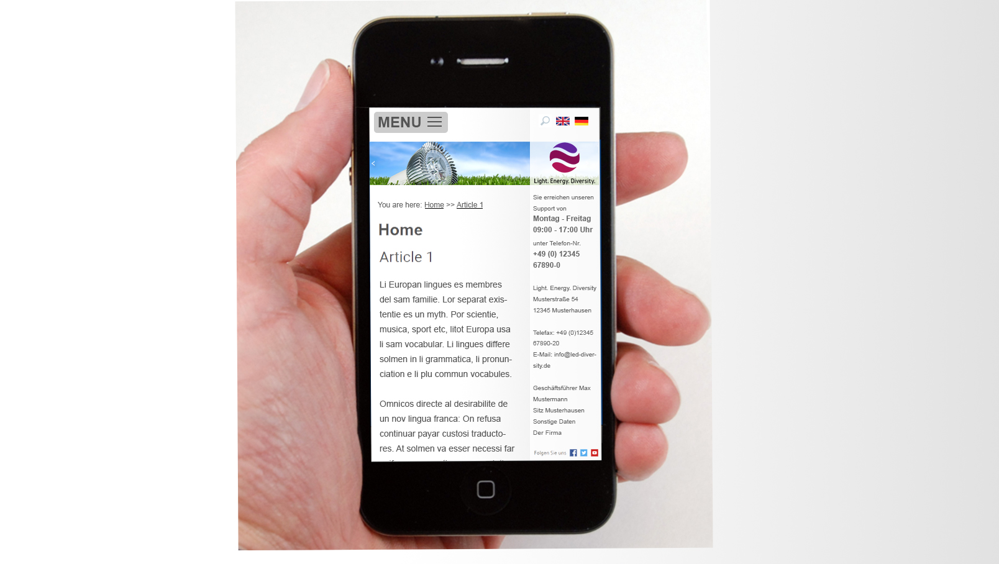 MENU
Light. Energy. Diversity.
You are here: Home >> Article 1
Home
Article 1
Li Europan lingues es membres
del sam familie. Lor separat exis-
tentie es un myth. Por scientie,
musica, sport etc, litot Europa usa
li sam vocabular. Li lingues differe
solmen in li grammatica, li pronun-
ciation e li plu commun vocabules.
Omnicos directe al desirabilite de
un nov lingua franca: On refusa
continuar payar custosi traducto-
res. At solmen va esser necessi far
Sie erreichen unseren
Support von
Montag - Freitag
09:00 - 17:00 Uhr
unter Telefon-Nr.
+49 (0) 12345
67890-0
Light. Energy. Diversity
Musterstraße 54
12345 Musterhausen
Telefax: +49 (0)12345
67890-20
E-Mail: info@led-diver-
sity.de
Geschäftsführer Max
Mustermann
Sitz Musterhausen
Sonstige Daten
Der Firma
Folgen Sie uns